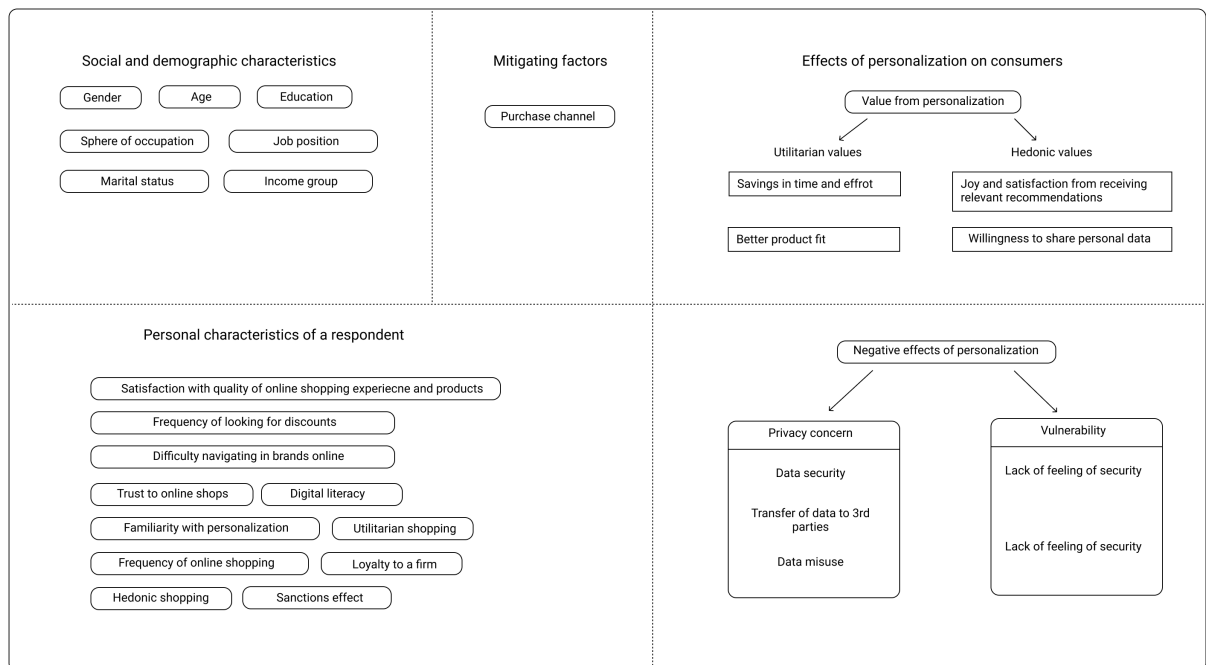 Social and demographic characteristics
Gender
Age
Education
Sphere of occupation
Job position
Marital status
Income group
Mitigating factors
Purchase channel
Effects of personalization on consumers
Value from personalization
Utilitarian values
Hedonic values
Savings in time and effrot
Joy and satisfaction from receiving
relevant recommendations
Better product fit
Willingness to share personal data
Personal characteristics of a respondent
Satisfaction with quality of online shopping experiecne and products
Frequency of looking for discounts
Difficulty navigating in brands online
Trust to online shops
Digital literacy
Familiarity with personalization
Utilitarian shopping
Frequency of online shopping
Loyalty to a firm
Hedonic shopping
Sanctions effect
Negative effects of personalization
Privacy concern
Data security
Transfer of data to 3rd
parties
Data misuse
Vulnerability
Lack of feeling of security
Lack of feeling of security